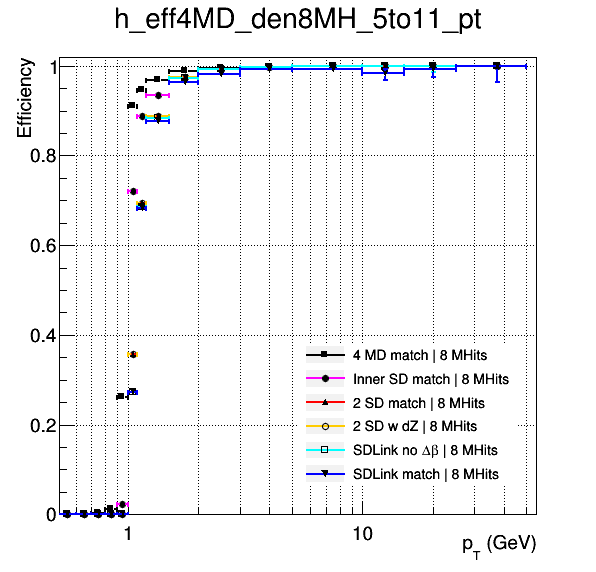 h_eff4MD_den8MH_5to11_pt
Efficiency
1
0.8
0.6
0.4
0.2
0
4 MD match | 8 MHits
Inner SD match | 8 MHits
2 SD match | 8 MHits
2 SD w dZ | 8 MHits
SDLink no Δβ | 8 MHits
SDLink match | 8 MHits
1
10
p_T (GeV)